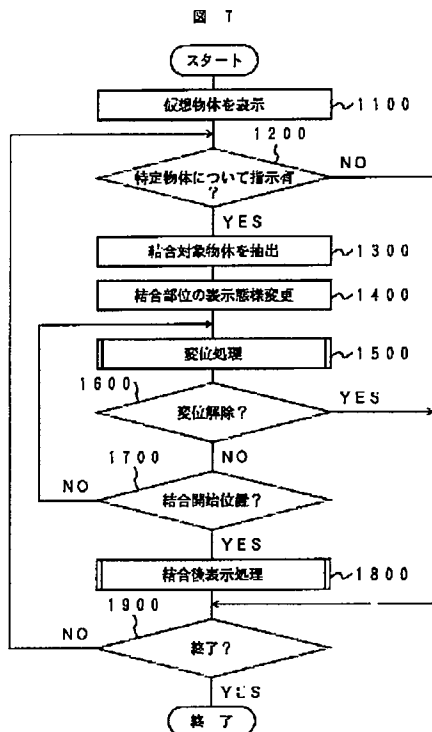 図 7
スタート
仮想物体を表示
1100
1200
特定物体について指示有
?
NO
YES
結合対象物体を抽出
1300
結合部位の表示態様変更
1400
変位処理
1500
1600
変位解除?
YES
NO
1700
結合開始位置?
NO
YES
結合後表示処理
1800
1900
終了?
NO
YES
終了